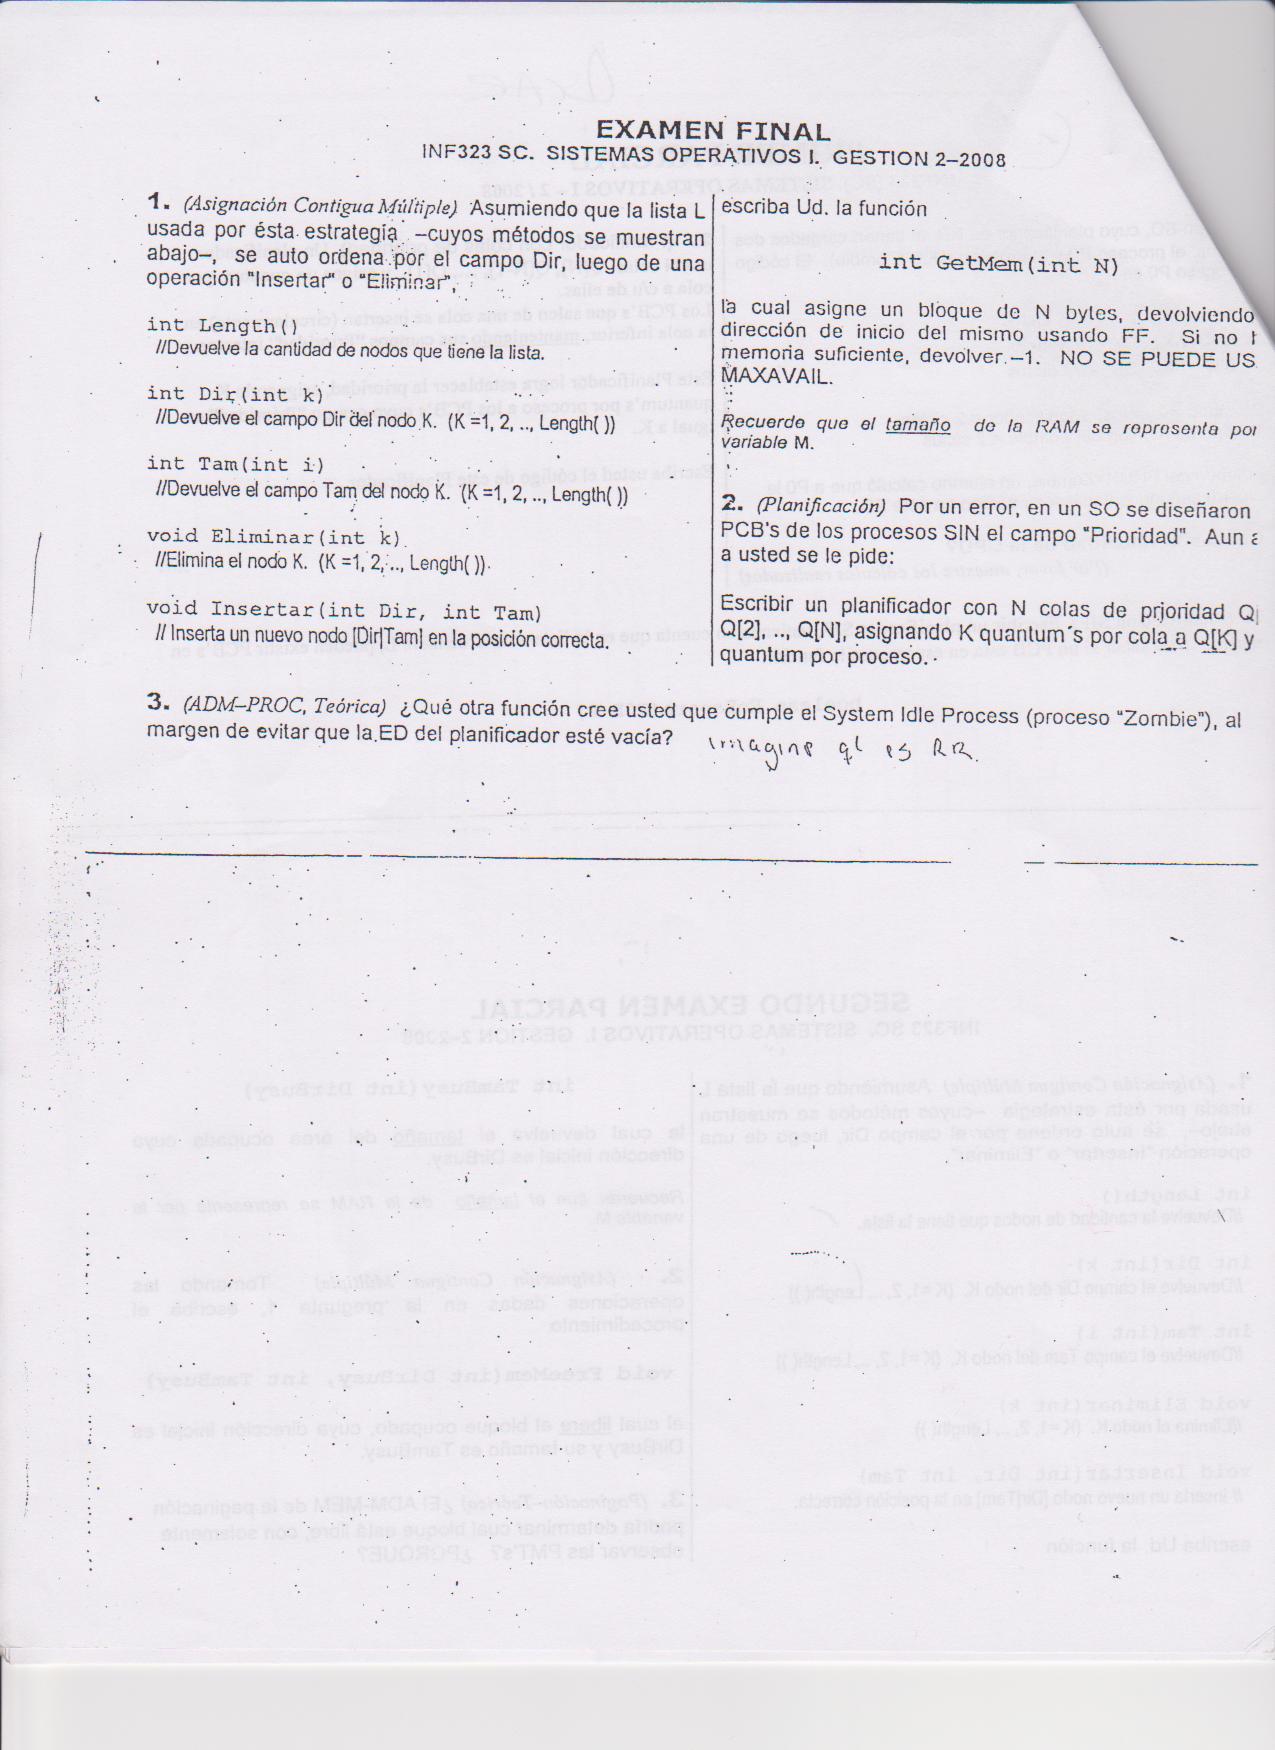 EXAMEN FINAL
INF323 SC. SISTEMAS OPERATIVOS I. GESTION 2-2008
1. (Asignación Contigua Múltiple) Asumiendo que la lista L
usada por ésta estrategia –cuyos métodos se muestran
abajo–, se auto ordena por el campo Dir, luego de una
operación "Insertar" o "Eliminar",
int Length()
//Devuelve la cantidad de nodos que tiene la lista.
int Dir(int k)
//Devuelve el campo Dir del nodo K. (K =1, 2, .., Length( ))
int Tam(int i)
//Devuelve el campo Tam del nodo K. (K =1, 2, .., Length( ))
void Eliminar(int k)
//Elimina el nodo K. (K =1, 2, .., Length( ))
void Insertar(int Dir, int Tam)
// Inserta un nuevo nodo [Dir|Tam] en la posición correcta.
escriba Ud. la función
int GetMem(int N)
la cual asigne un bloque de N bytes, devolviendo
dirección de inicio del mismo usando FF. Si no
memoria suficiente, devolver –1. NO SE PUEDE US
MAXAVAIL.
Recuerde que el tamaño de la RAM se representa por
variable M.
2. (Planificación) Por un error, en un SO se diseñaron
PCB's de los procesos SIN el campo "Prioridad". Aun
a usted se le pide:
Escribir un planificador con N colas de prioridad Q
Q[2], .., Q[N], asignando K quantum´s por cola a Q[K] y
quantum por proceso.
3. (ADM–PROC, Teórica) ¿Qué otra función cree usted que cumple el System Idle Process (proceso "Zombie"), al
margen de evitar que la ED del planificador esté vacía?
imagine q' es RR.